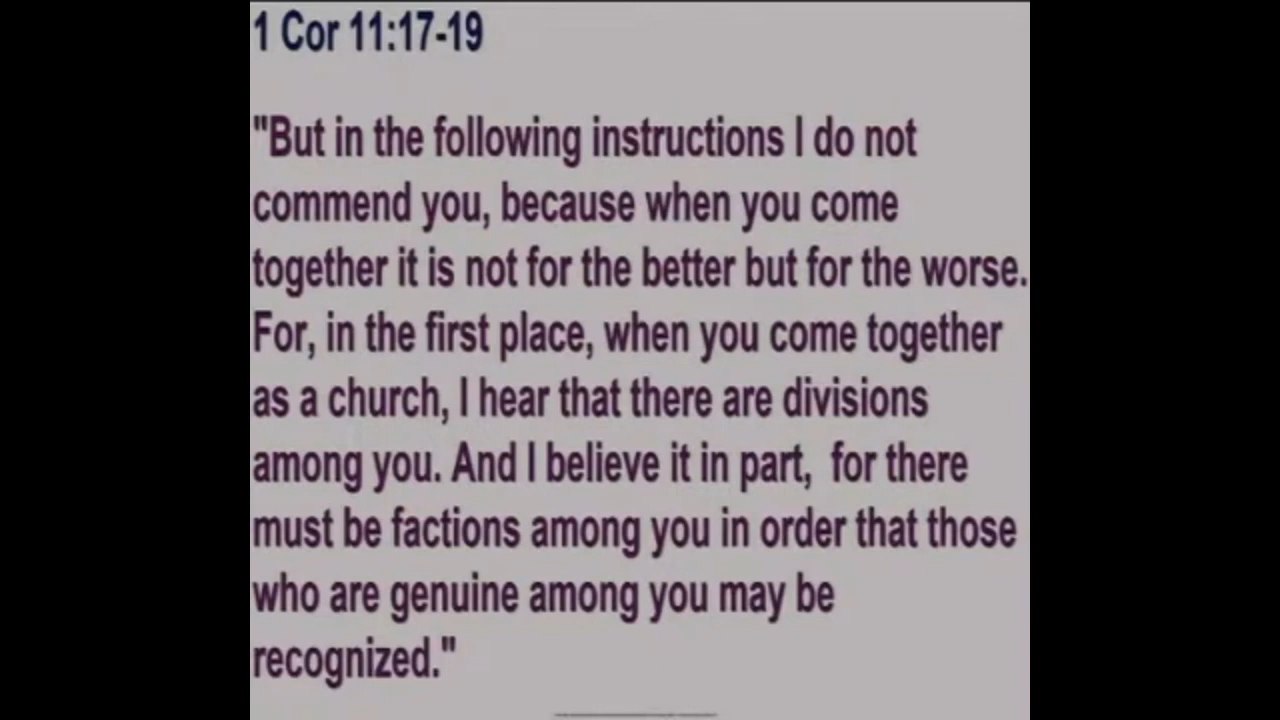 1 Cor 11:17-19
"But in the following instructions I do not
commend you, because when you come
together it is not for the better but for the worse.
For, in the first place, when you come together
as a church, I hear that there are divisions
among you. And I believe it in part,  for there
must be factions among you in order that those
who are genuine among you may be
recognized."